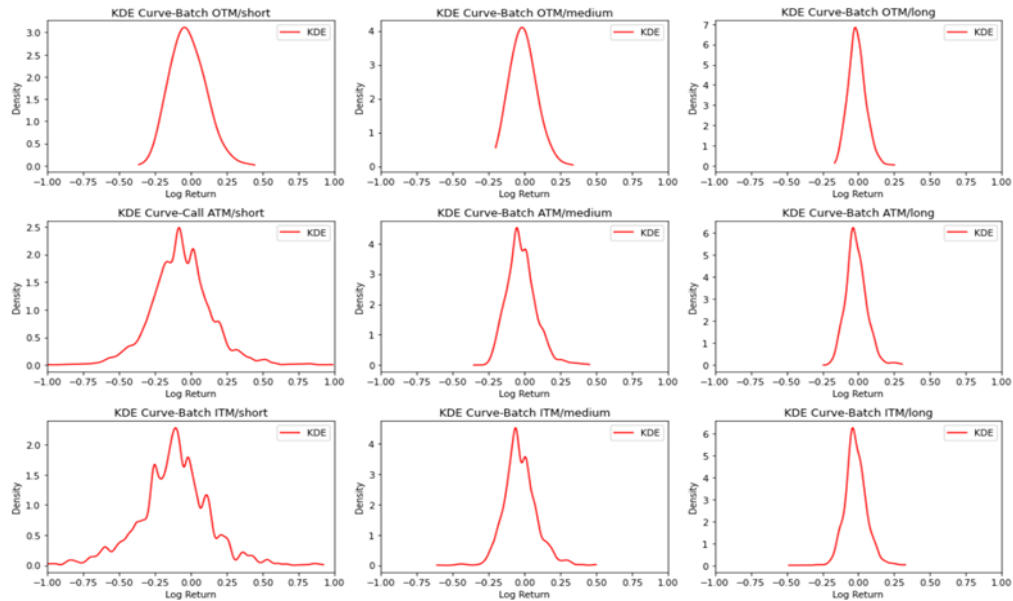 KDE Curve-Batch OTM/short
KDE
3.0
2.5
2.0
1.5
1.0
0.5
0.0
Density
−1.00 −0.75 −0.50 −0.25 0.00 0.25 0.50 0.75 1.00
Log Return
KDE Curve-Batch OTM/medium
KDE
4
3
2
1
0
Density
−1.00 −0.75 −0.50 −0.25 0.00 0.25 0.50 0.75 1.00
Log Return
KDE Curve-Batch OTM/long
KDE
7
6
5
4
3
2
1
0
Density
−1.00 −0.75 −0.50 −0.25 0.00 0.25 0.50 0.75 1.00
Log Return
KDE Curve-Call ATM/short
KDE
2.5
2.0
1.5
1.0
0.5
0.0
Density
−1.00 −0.75 −0.50 −0.25 0.00 0.25 0.50 0.75 1.00
Log Return
KDE Curve-Batch ATM/medium
KDE
4
3
2
1
0
Density
−1.00 −0.75 −0.50 −0.25 0.00 0.25 0.50 0.75 1.00
Log Return
KDE Curve-Batch ATM/long
KDE
6
5
4
3
2
1
0
Density
−1.00 −0.75 −0.50 −0.25 0.00 0.25 0.50 0.75 1.00
Log Return
KDE Curve-Batch ITM/short
KDE
2.0
1.5
1.0
0.5
0.0
Density
−1.00 −0.75 −0.50 −0.25 0.00 0.25 0.50 0.75 1.00
Log Return
KDE Curve-Batch ITM/medium
KDE
4
3
2
1
0
Density
−1.00 −0.75 −0.50 −0.25 0.00 0.25 0.50 0.75 1.00
Log Return
KDE Curve-Batch ITM/long
KDE
6
5
4
3
2
1
0
Density
−1.00 −0.75 −0.50 −0.25 0.00 0.25 0.50 0.75 1.00
Log Return